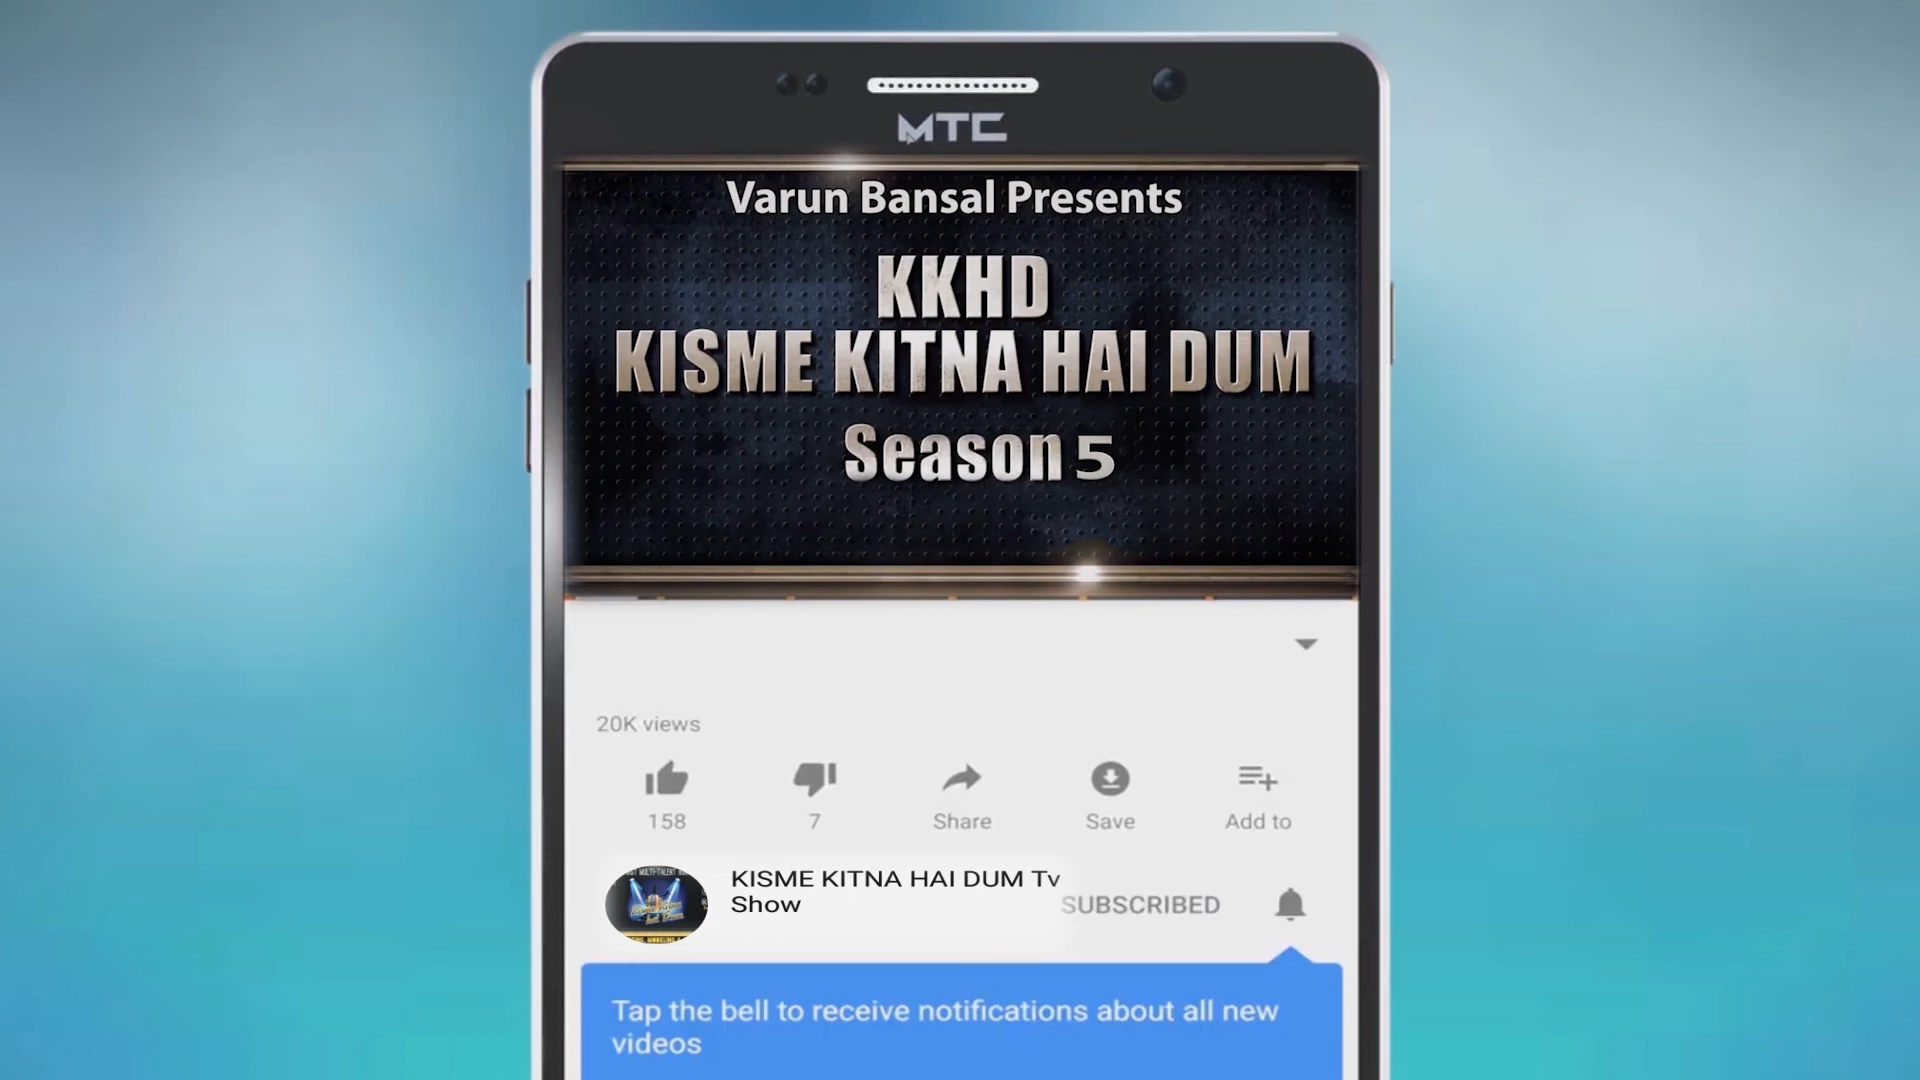 MTC
Varun Bansal Presents
KKHD
KISME KITNA HAI DUM
Season 5
20K views
158
7
Share
Save
Add to
KISME KITNA HAI DUM Tv
Show
SUBSCRIBED
Tap the bell to receive notifications about all new
videos